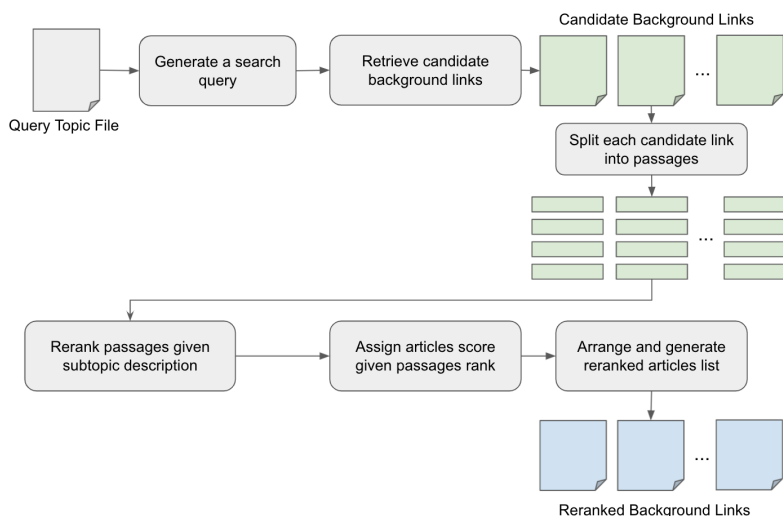 Candidate Background Links
Generate a search
query
Retrieve candidate
background links
...
Query Topic File
Split each candidate link
into passages
...
Rerank passages given
subtopic description
Assign articles score
given passages rank
Arrange and generate
reranked articles list
...
Reranked Background Links